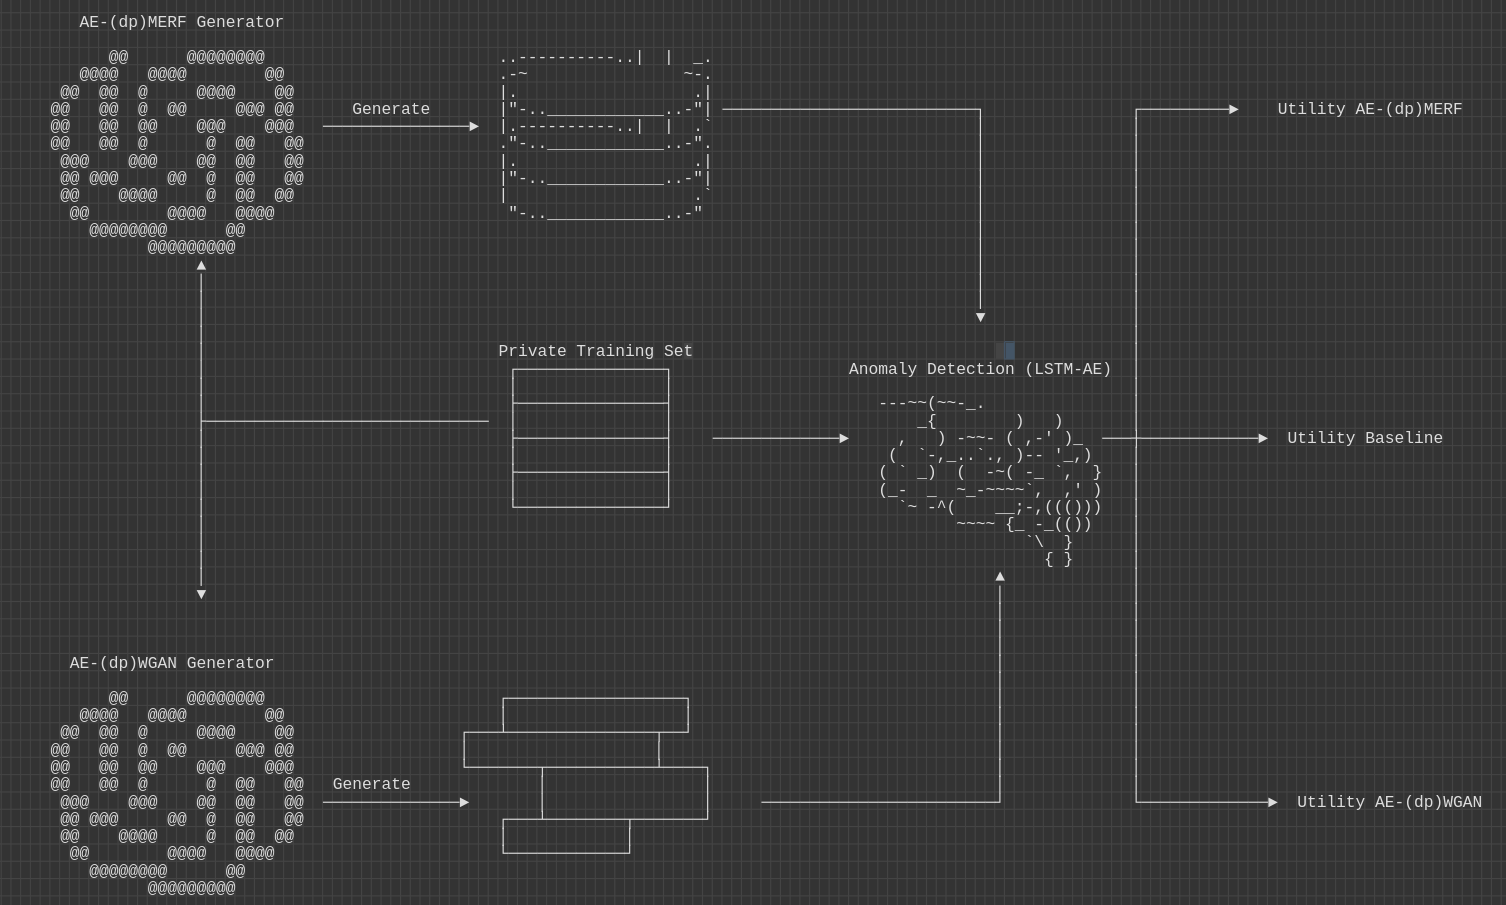 AE-(dp)MERF Generator
Generate
Utility AE-(dp)MERF
Private Training Set
Anomaly Detection (LSTM-AE)
Utility Baseline
AE-(dp)WGAN Generator
Generate
Utility AE-(dp)WGAN